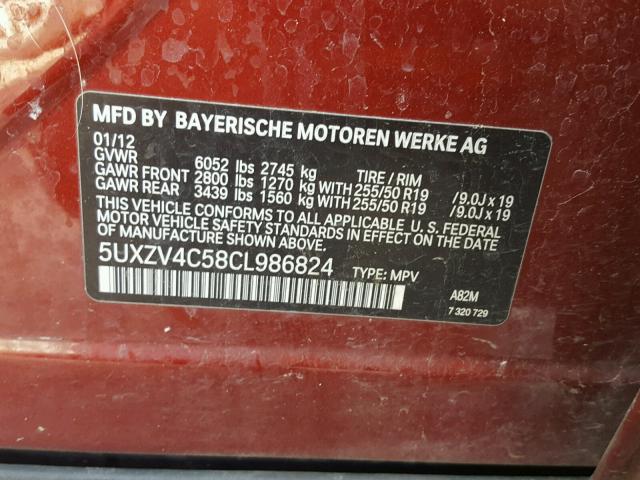 MFD BY BAYERISCHE MOTOREN WERKE AG
01/12
GVWR 6052 lbs 2745 kg TIRE / RIM
GAWR FRONT 2800 lbs 1270 kg WITH 255/50 R19 /9.0J x 19
GAWR REAR 3439 lbs 1560 kg WITH 255/50 R19 /9.0J x 19
THIS VEHICLE CONFORMS TO ALL APPLICABLE U. S. FEDERAL
MOTOR VEHICLE SAFETY STANDARDS IN EFFECT ON THE
DATE OF MANUFACTURE SHOWN ABOVE.
5UXZV4C58CL986824 TYPE: MPV
A82M
7 320 729